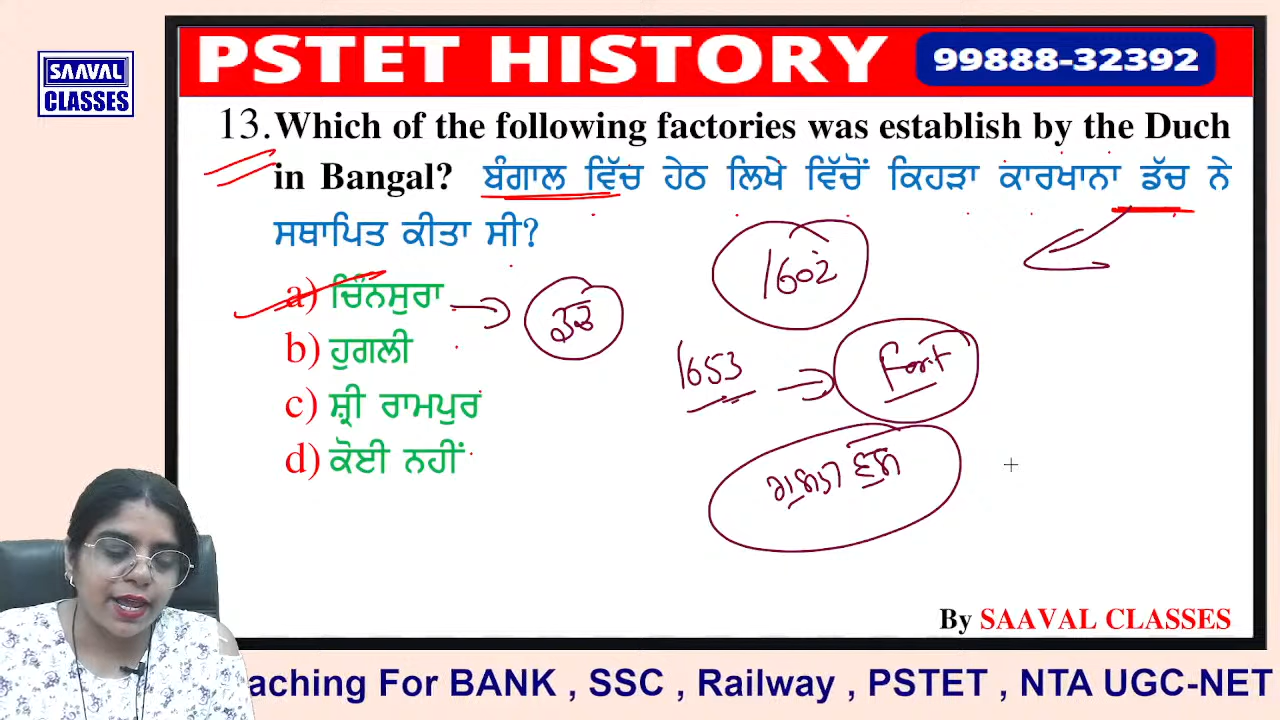 SAAVAL
CLASSES
PSTET HISTORY
99888-32392
13. Which of the following factories was establish by the Duch
in Bangal? ਬੰਗਾਲ ਵਿੱਚ ਹੇਠ ਲਿਖੇ ਵਿੱਚੋਂ ਕਿਹੜਾ ਕਾਰਖਾਨਾ ਡੱਚ ਨੇ
ਸਥਾਪਿਤ ਕੀਤਾ ਸੀ?
1602
a) ਚਿੰਨਸੁਰਾ
b) ਹੁਗਲੀ
1653
Fort
c) ਸ਼੍ਰੀ ਰਾਮਪੁਰ
d) ਕੋਈ ਨਹੀਂ
By SAAVAL CLASSES
aching For BANK , SSC , Railway , PSTET , NTA UGC-NET